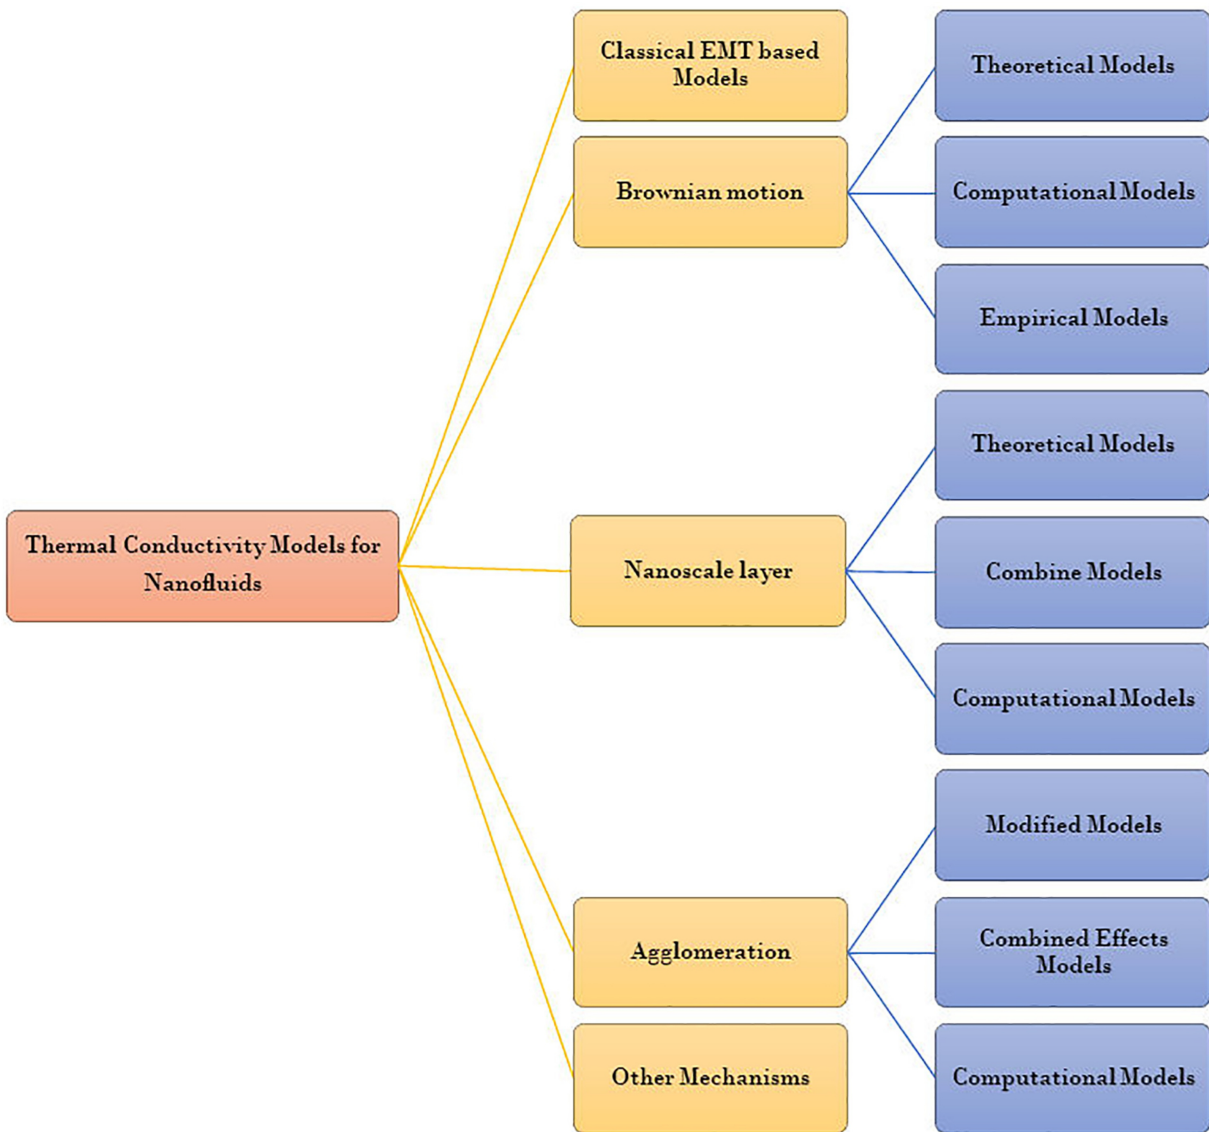 Thermal Conductivity Models for
Nanofluids
Classical EMT based
Models
Brownian motion
Theoretical Models
Computational Models
Empirical Models
Nanoscale layer
Theoretical Models
Combine Models
Computational Models
Agglomeration
Modified Models
Combined Effects
Models
Computational Models
Other Mechanisms